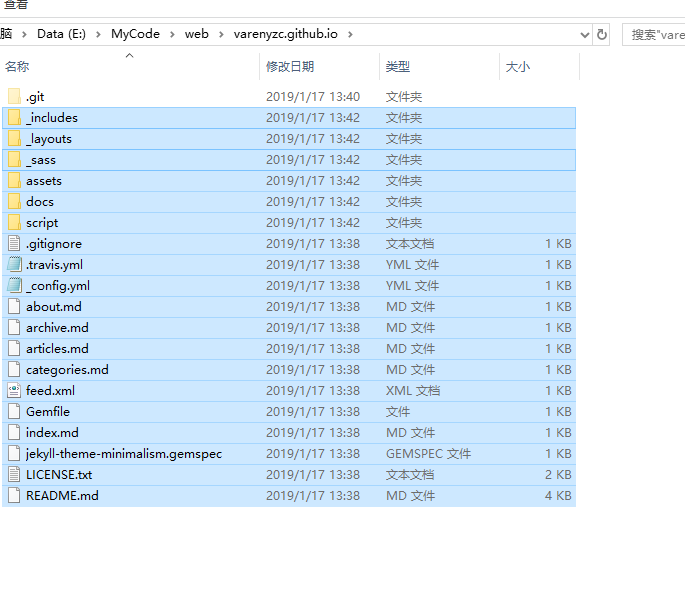 查看
脑 › Data (E:) › MyCode › web › varenyzc.github.io › 搜索"vare
名称 修改日期 类型 大小
.git 2019/1/17 13:40 文件夹
_includes 2019/1/17 13:42 文件夹
_layouts 2019/1/17 13:42 文件夹
_sass 2019/1/17 13:42 文件夹
assets 2019/1/17 13:42 文件夹
docs 2019/1/17 13:42 文件夹
script 2019/1/17 13:42 文件夹
.gitignore 2019/1/17 13:38 文本文档 1 KB
.travis.yml 2019/1/17 13:38 YML 文件 1 KB
_config.yml 2019/1/17 13:38 YML 文件 1 KB
about.md 2019/1/17 13:38 MD 文件 1 KB
archive.md 2019/1/17 13:38 MD 文件 1 KB
articles.md 2019/1/17 13:38 MD 文件 1 KB
categories.md 2019/1/17 13:38 MD 文件 1 KB
feed.xml 2019/1/17 13:38 XML 文档 1 KB
Gemfile 2019/1/17 13:38 文件 1 KB
index.md 2019/1/17 13:38 MD 文件 1 KB
jekyll-theme-minimalism.gemspec 2019/1/17 13:38 GEMSPEC 文件 1 KB
LICENSE.txt 2019/1/17 13:38 文本文档 2 KB
README.md 2019/1/17 13:38 MD 文件 4 KB